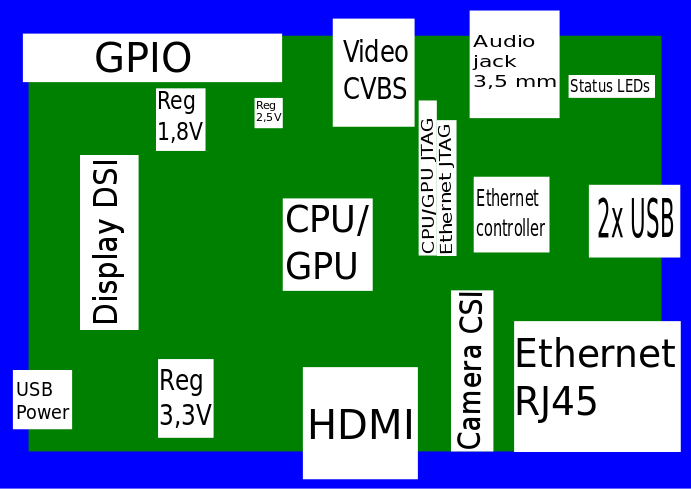 GPIO
Video
CVBS
Audio
jack
3,5 mm
Status LEDs
Reg
1,8V
Reg
2,5V
CPU/GPU JTAG
Ethernet JTAG
Display DSI
CPU/
GPU
Ethernet
controller
2x USB
USB
Power
Reg
3,3V
HDMI
Camera CSI
Ethernet
RJ45